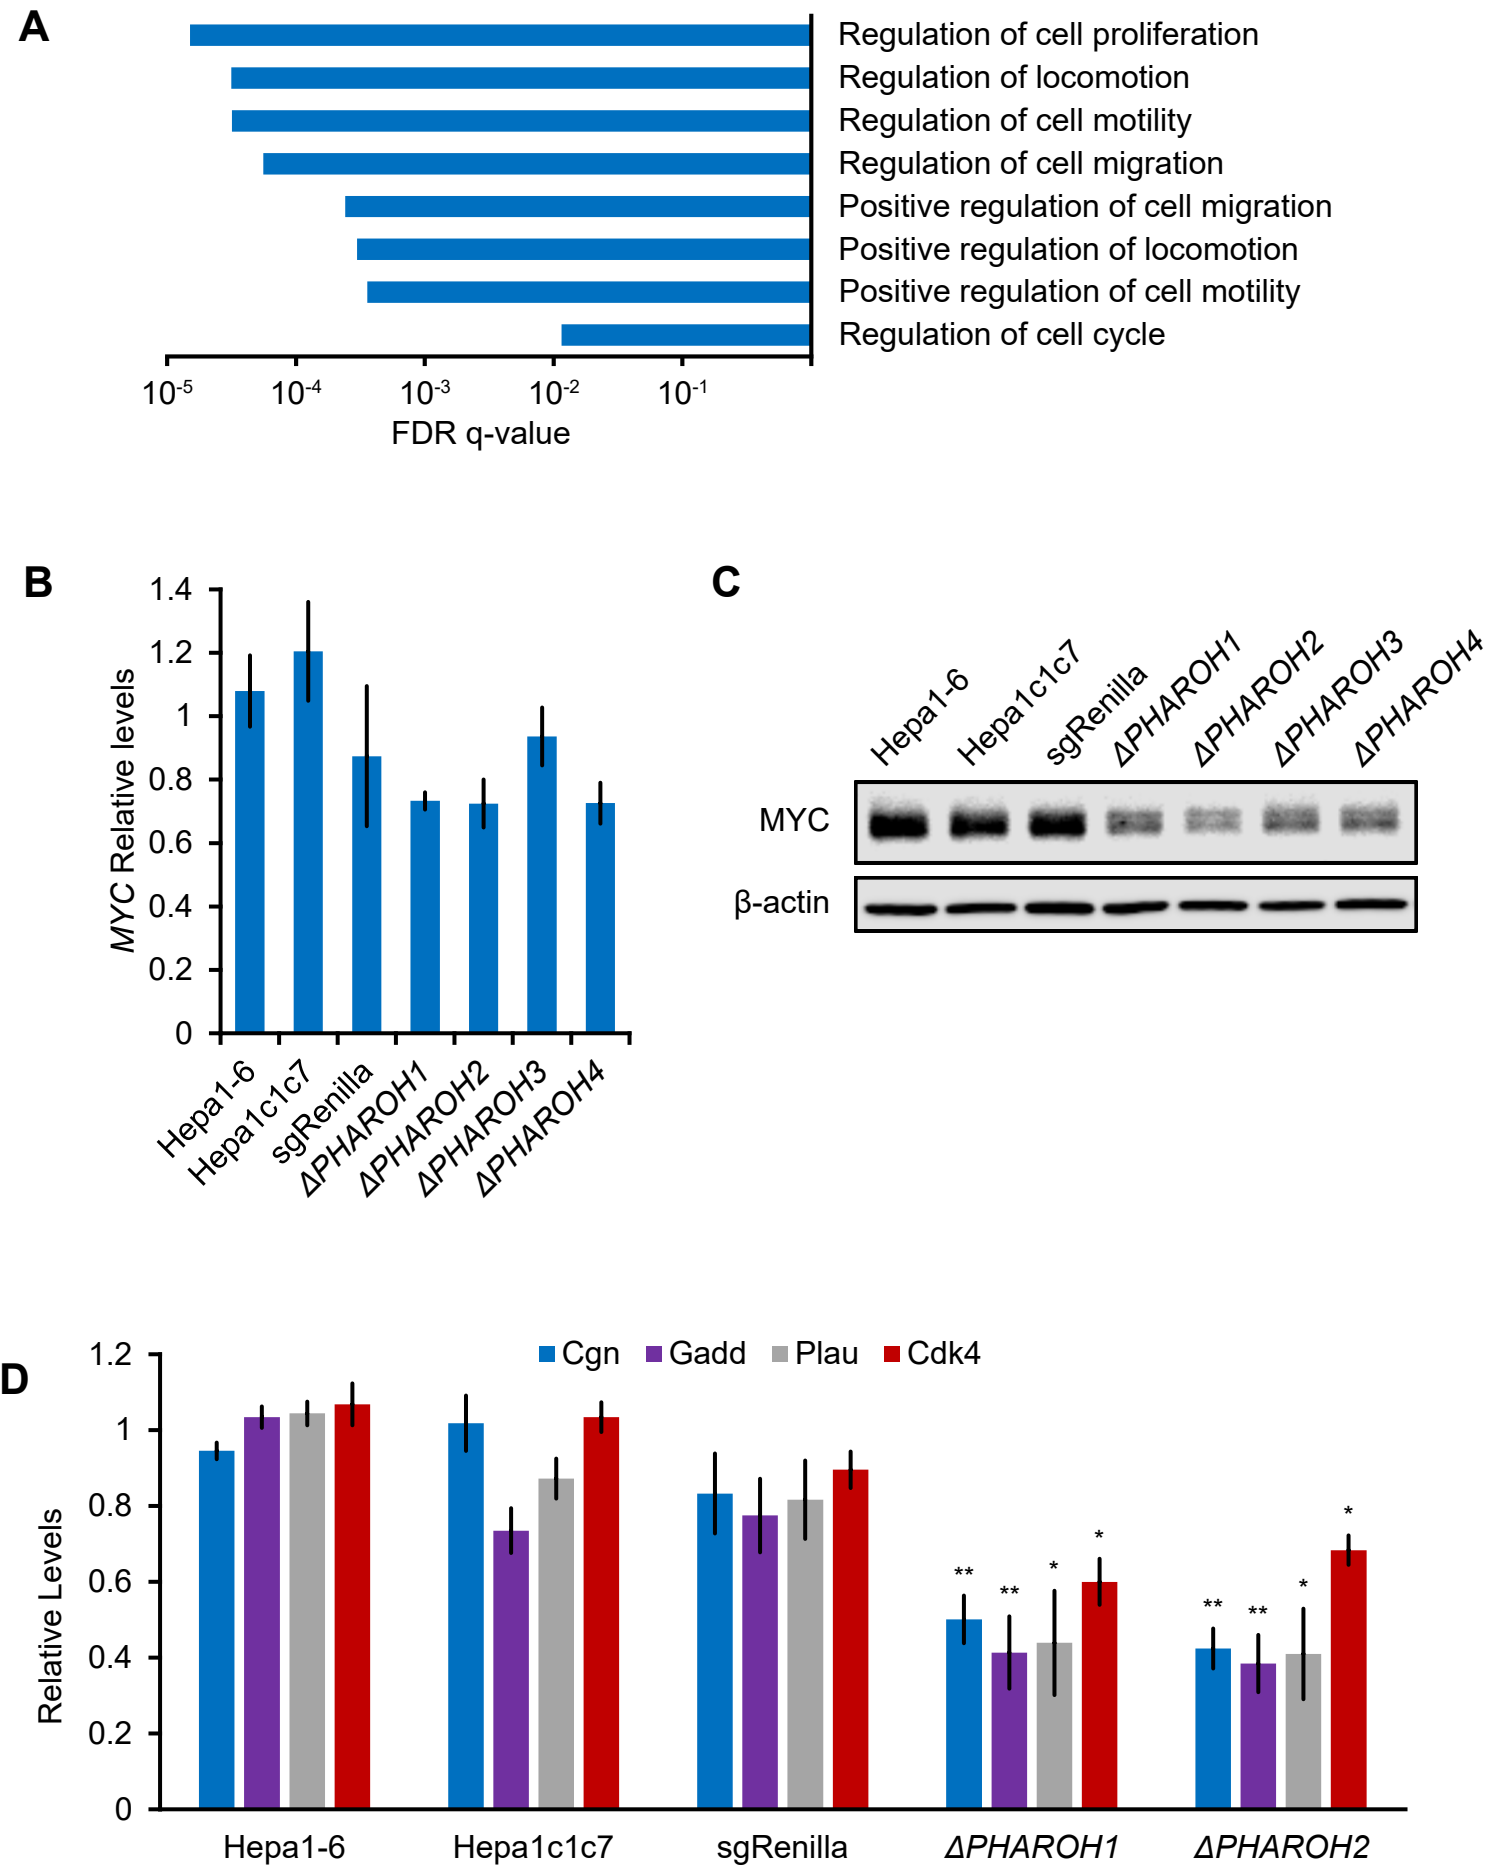 A
Regulation of cell proliferation
Regulation of locomotion
Regulation of cell motility
Regulation of cell migration
Positive regulation of cell migration
Positive regulation of locomotion
Positive regulation of cell motility
Regulation of cell cycle
10-5 10-4 10-3 10-2 10-1
FDR q-value
B
MYC Relative levels
1.4
1.2
1
0.8
0.6
0.4
0.2
0
Hepa1-6
Hepa1c1c7
sgRenilla
ΔPHAROH1
ΔPHAROH2
ΔPHAROH3
ΔPHAROH4
C
Hepa1-6
Hepa1c1c7
sgRenilla
ΔPHAROH1
ΔPHAROH2
ΔPHAROH3
ΔPHAROH4
MYC
β-actin
D
Cgn Gadd Plau Cdk4
Relative Levels
1.2
1
0.8
0.6
0.4
0.2
0
** ** * *
** ** * *
Hepa1-6 Hepa1c1c7 sgRenilla ΔPHAROH1 ΔPHAROH2